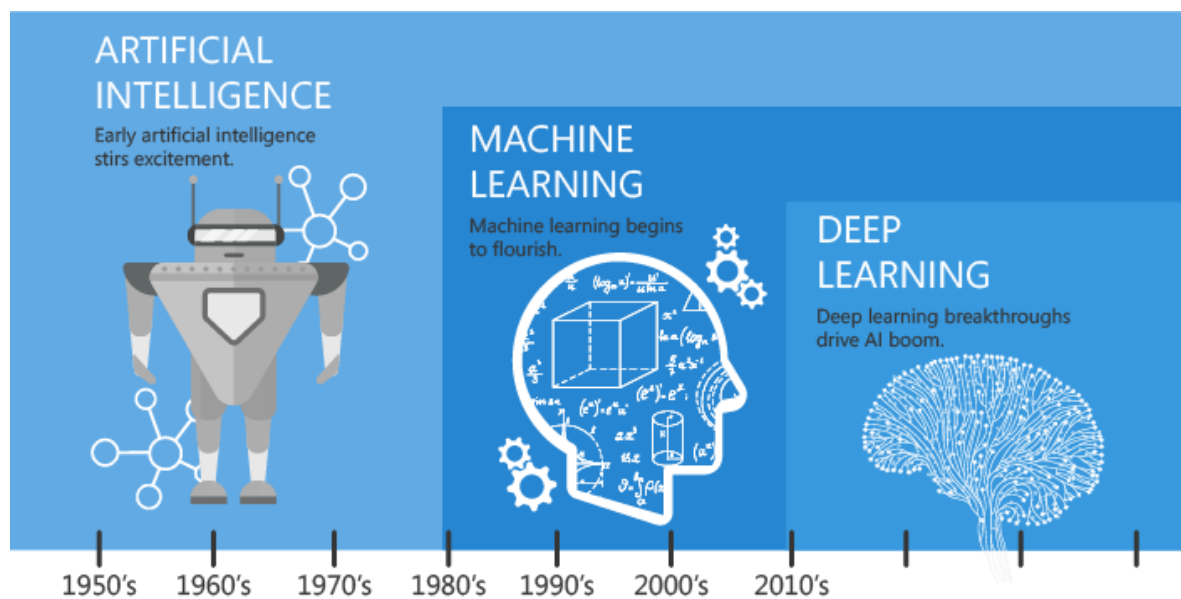 ARTIFICIAL
INTELLIGENCE
Early artificial intelligence
stirs excitement.
MACHINE
LEARNING
Machine learning begins
to flourish.
DEEP
LEARNING
Deep learning breakthroughs
drive AI boom.
1950's 1960's 1970's 1980's 1990's 2000's 2010's